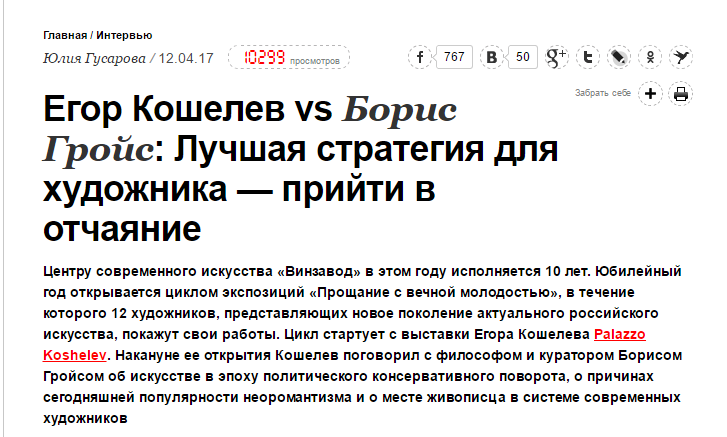 Главная / Интервью
Юлия Гусарова / 12.04.17 10299 просмотров 767 50
Забрать себе
Егор Кошелев vs Борис
Гройс: Лучшая стратегия для
художника — прийти в
отчаяние
Центру современного искусства «Винзавод» в этом году исполняется 10 лет. Юбилейный
год открывается циклом экспозиций «Прощание с вечной молодостью», в течение
которого 12 художников, представляющих новое поколение актуального российского
искусства, покажут свои работы. Цикл стартует с выставки Егора Кошелева Palazzo
Koshelev. Накануне ее открытия Кошелев поговорил с философом и куратором Борисом
Гройсом об искусстве в эпоху политического консервативного поворота, о причинах
сегодняшней популярности неоромантизма и о месте живописца в системе современных
художников